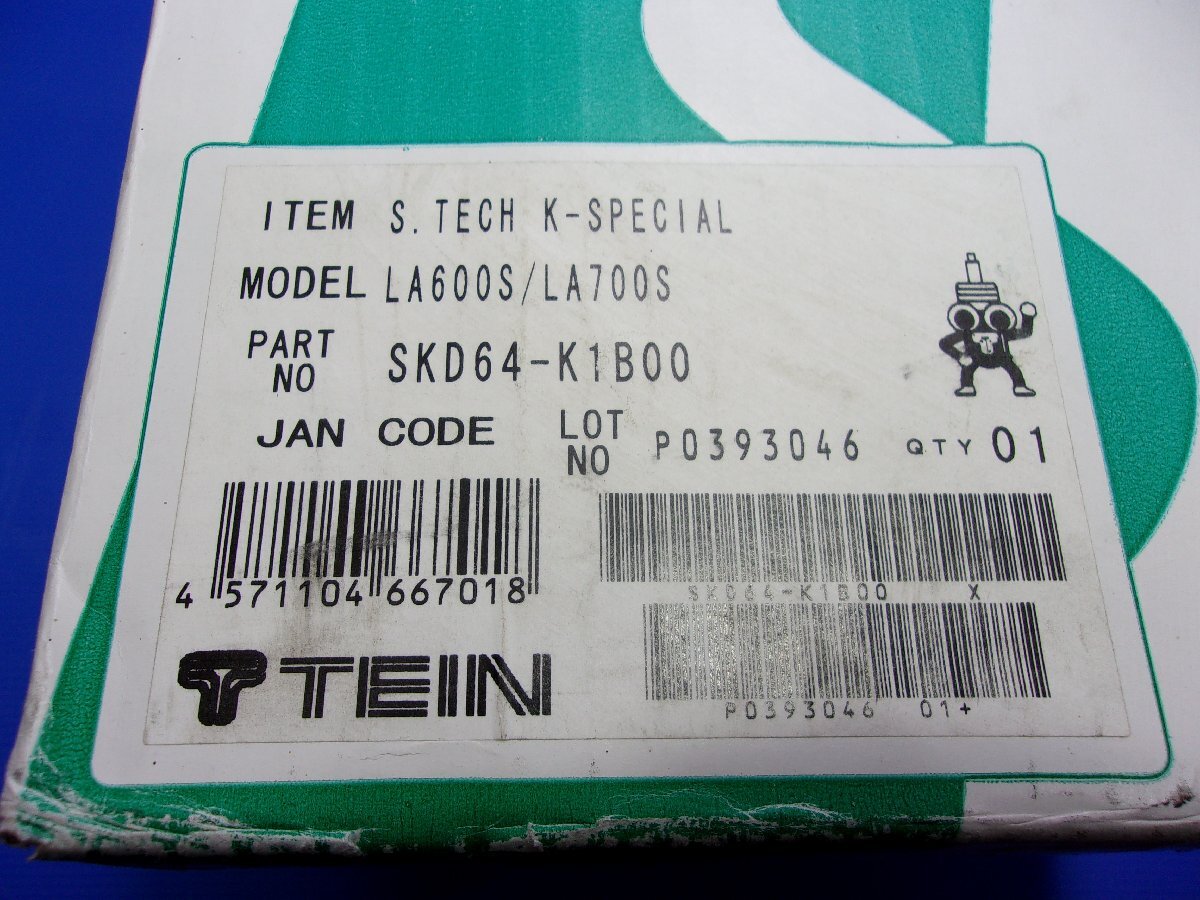 ITEM S.TECH K-SPECIAL
MODEL LA600S/LA700S
PART NO SKD64-K1B00
JAN CODE LOT NO P0393046 QTY 01
4 571104 667018
SKD64-K1B00 X
P0393046 01+
TEIN